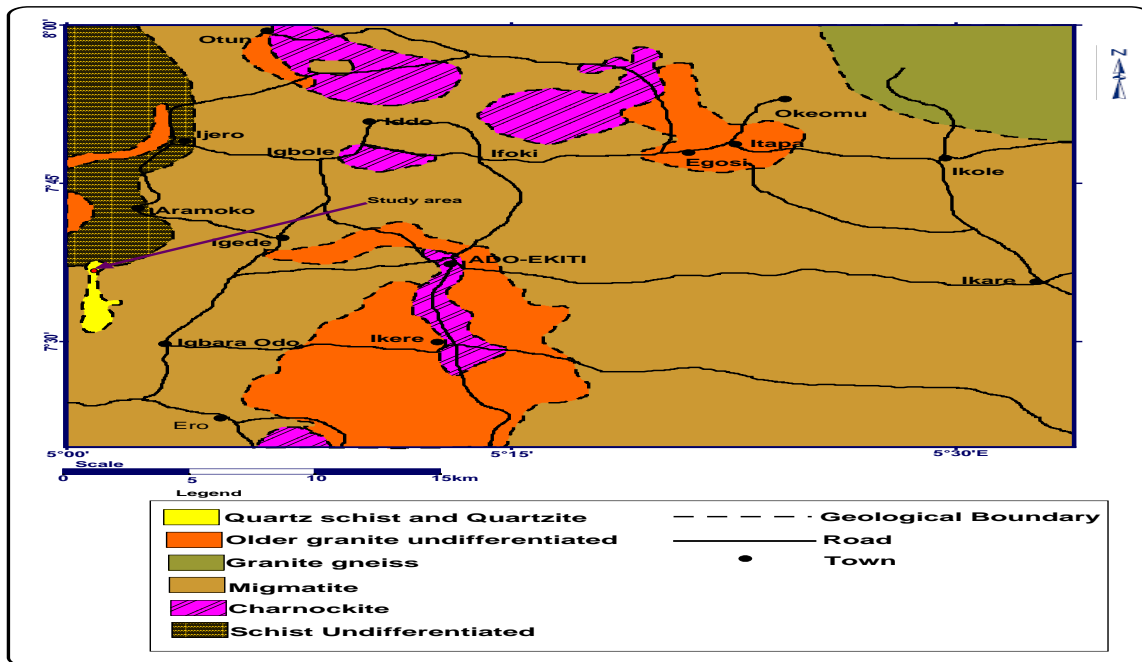 8°00'
Otun
N
Okeomu
Iddo
Ijero
Itapa
Igbole
Ifoki
Egosi
Ikole
7°45'
Study area
Aramoko
Igede
ADO-EKITI
Ikare
7°30'
Igbara Odo
Ikere
Ero
5°00'
5°15'
5°30'E
Scale
0 5 10 15km
Legend
Quartz schist and Quartzite
Geological Boundary
Older granite undifferentiated
Road
Granite gneiss
Town
Migmatite
Charnockite
Schist Undifferentiated